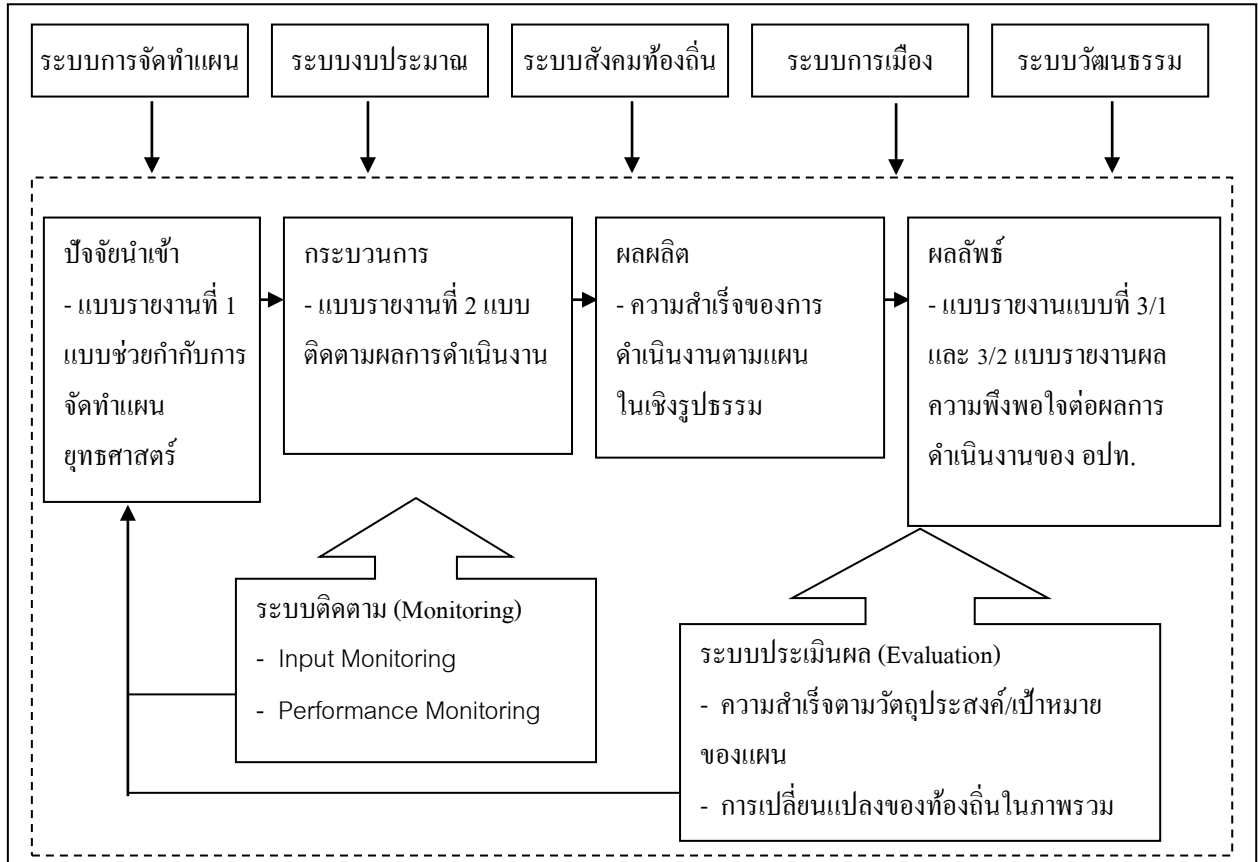 ระบบการจัดทำแผน
ระบบงบประมาณ
ระบบสังคมท้องถิ่น
ระบบการเมือง
ระบบวัฒนธรรม
ปัจจัยนำเข้า
- แบบรายงานที่ 1
แบบช่วยกำกับการ
จัดทำแผน
ยุทธศาสตร์
กระบวนการ
- แบบรายงานที่ 2 แบบ
ติดตามผลการดำเนินงาน
ผลผลิต
- ความสำเร็จของการ
ดำเนินงานตามแผน
ในเชิงรูปธรรม
ผลลัพธ์
- แบบรายงานแบบที่ 3/1
และ 3/2 แบบรายงานผล
ความพึงพอใจต่อผลการ
ดำเนินงานของ อปท.
ระบบติดตาม (Monitoring)
- Input Monitoring
- Performance Monitoring
ระบบประเมินผล (Evaluation)
- ความสำเร็จตามวัตถุประสงค์/เป้าหมาย
ของแผน
- การเปลี่ยนแปลงของท้องถิ่นในภาพรวม